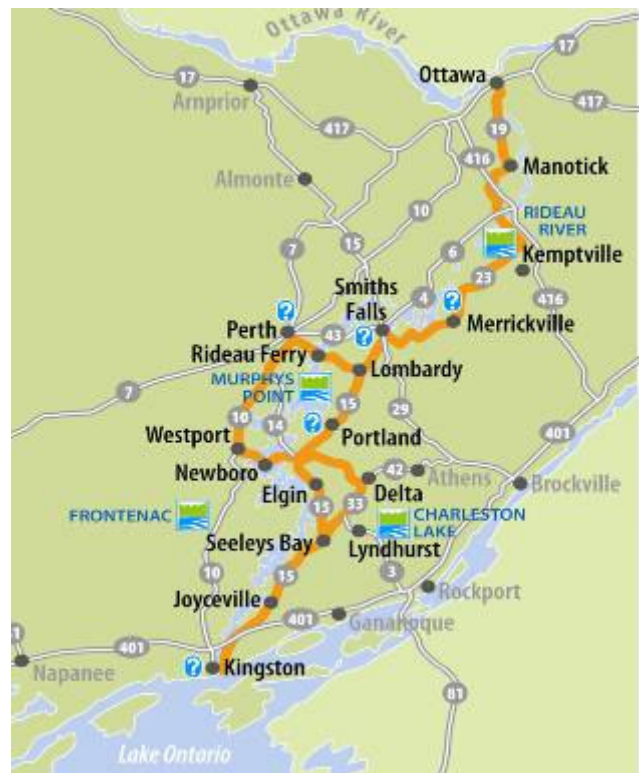 Ottawa River
17
Ottawa
17
Arnprior
417
417
19
416
Manotick
Almonte
10
RIDEAU
RIVER
15
7
6
Kemptville
Smiths
Falls
23
4
416
?
?
?
Merrickville
Perth
43
Rideau Ferry
Lombardy
MURPHYS
POINT
7
15
29
10
14
?
401
Portland
Westport
42
Athens
Newboro
Brockville
Delta
Elgin
33
FRONTENAC
15
CHARLESTON
LAKE
Seeleys Bay
Lyndhurst
10
15
3
Rockport
Joyceville
401
Gananoque
401
Napanee
?
Kingston
81
Lake Ontario